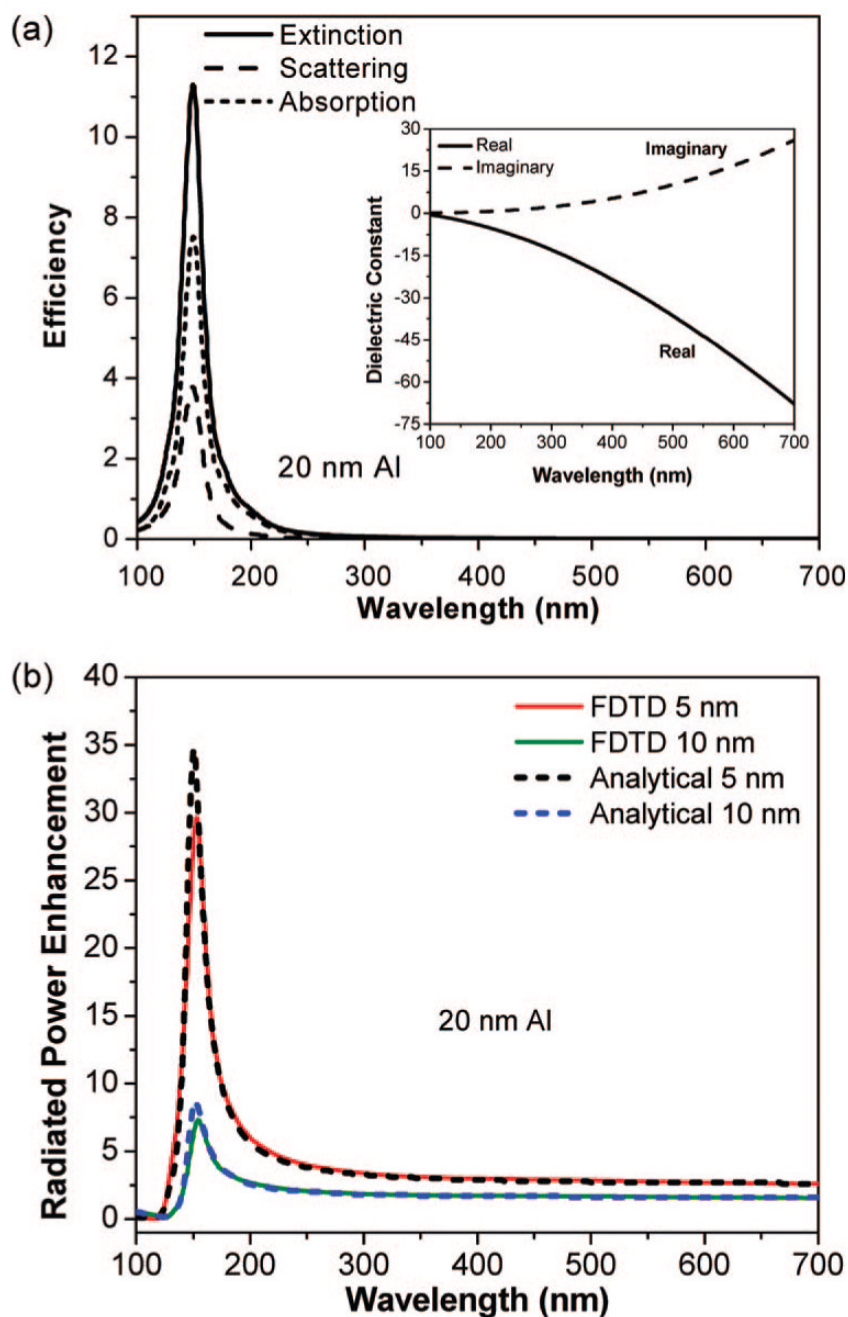 (a)
Extinction
Scattering
Absorption
Efficiency
12
10
8
6
4
2
0
100 200 300 400 500 600 700
Wavelength (nm)
20 nm Al
Real
Imaginary
Imaginary
Real
Dielectric Constant
30
15
0
-15
-30
-45
-60
-75
100 200 300 400 500 600 700
Wavelength (nm)
(b)
FDTD 5 nm
FDTD 10 nm
Analytical 5 nm
Analytical 10 nm
Radiated Power Enhancement
40
35
30
25
20
15
10
5
0
20 nm Al
100 200 300 400 500 600 700
Wavelength (nm)